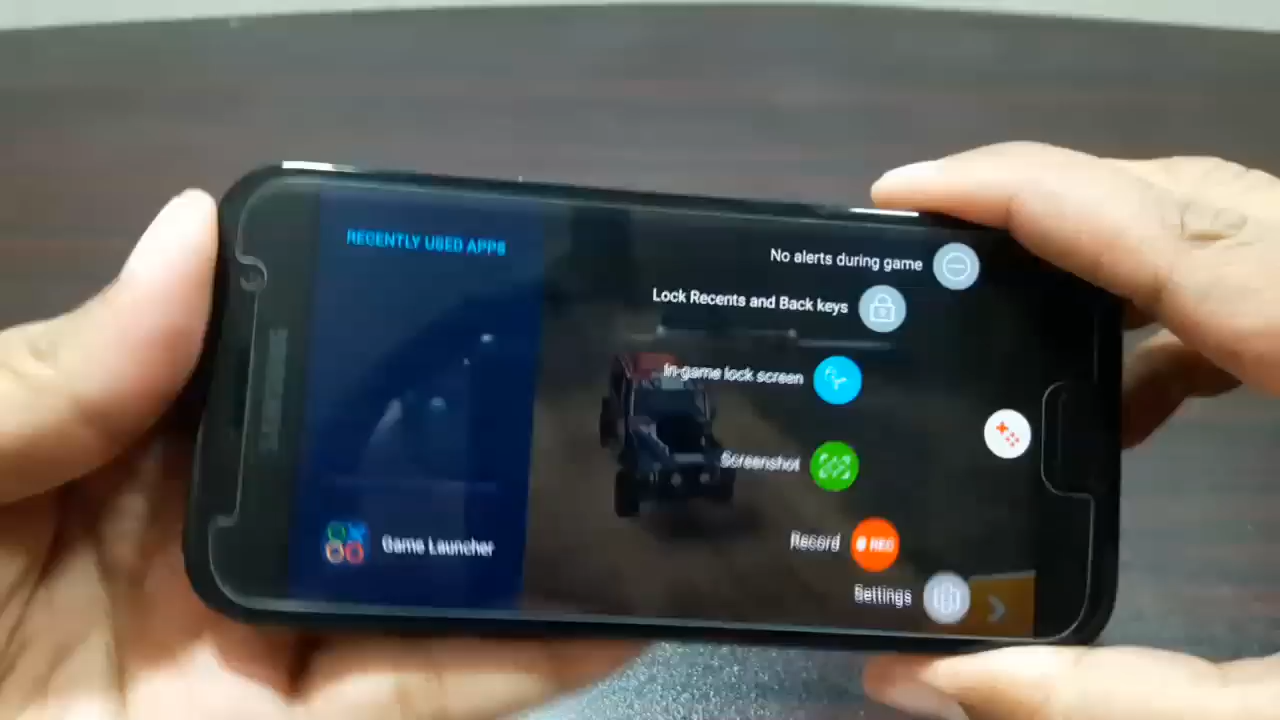 RECENTLY USED APPS
No alerts during game
Lock Recents and Back keys
In-game lock screen
Screenshot
Record
REC
Settings
Game Launcher